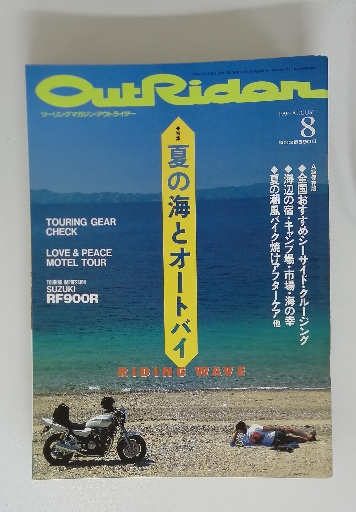 OutRider
ツーリングマガジン・アウトライダー
8
特集
夏の海とオートバイ
RIDING WAVE
◆全国おすすめシーサイド・クルージング
◆海辺の宿・キャンプ場・市場・海の幸
◆夏の潮風バイク焼けアフターケア他
TOURING GEAR
CHECK
LOVE & PEACE
MOTEL TOUR
TOURING IMPRESSION
SUZUKI
RF900R